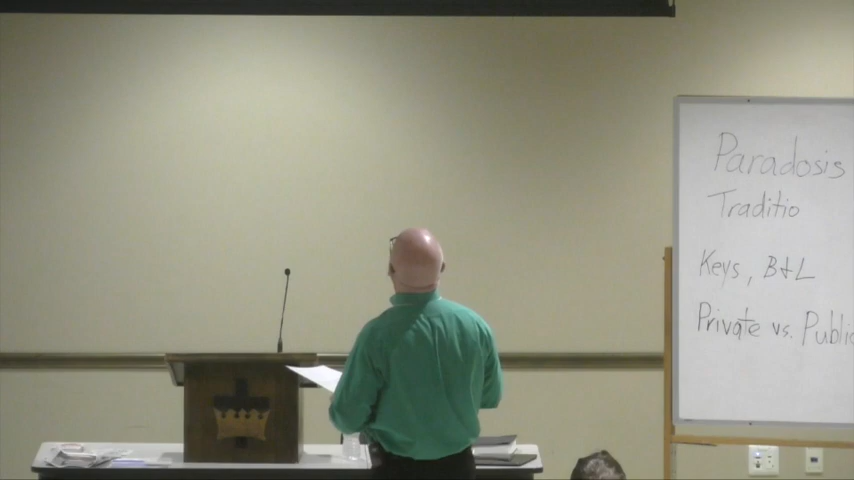 Paradosis
Traditio
Keys, B+L
Private vs. Public